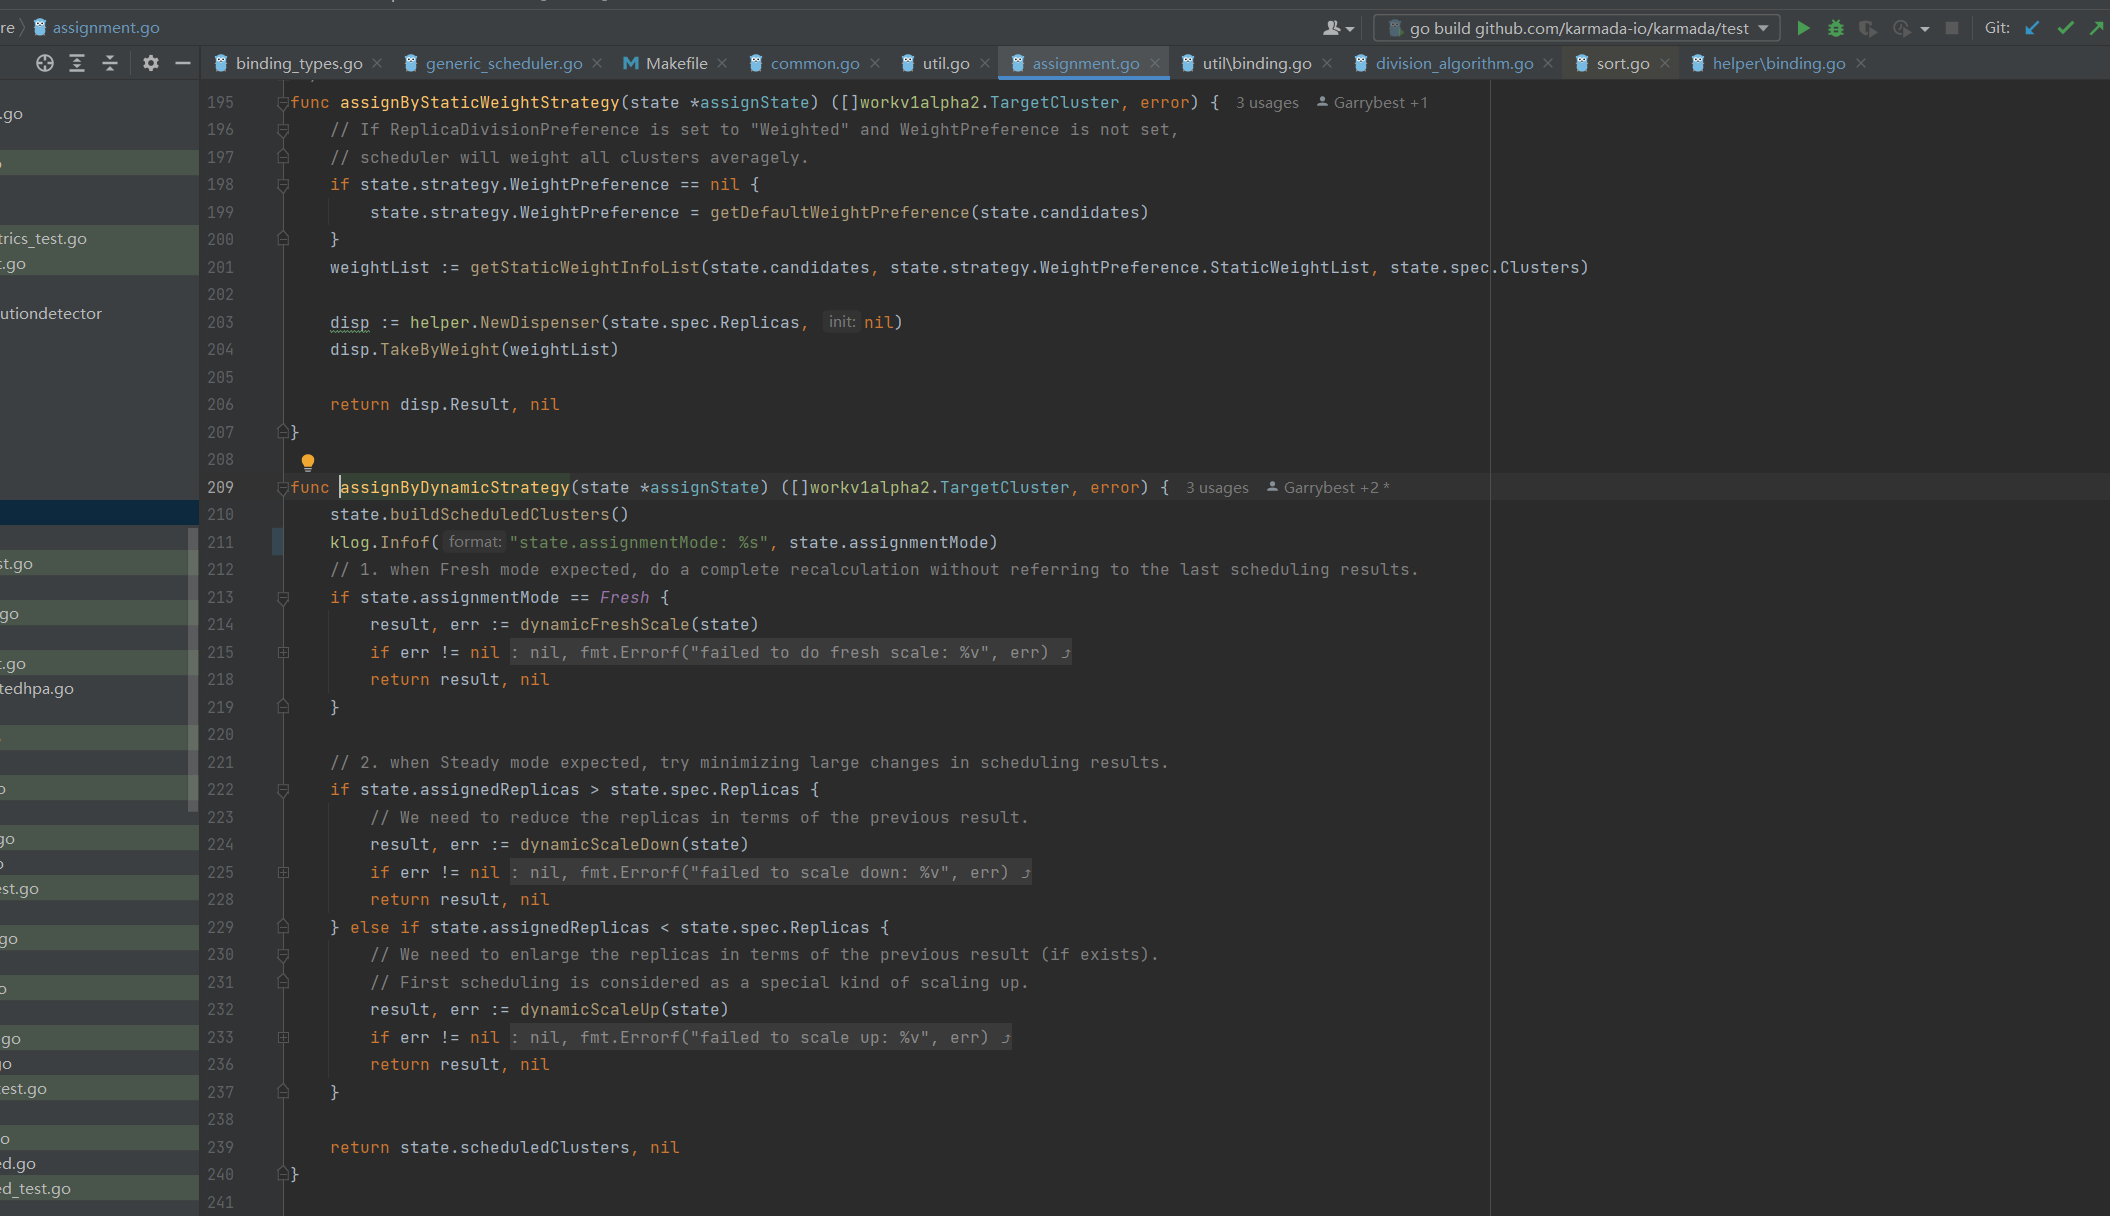 re 〉 assignment.go
go build github.com/karmada-io/karmada/test Git:
binding_types.go generic_scheduler.go Makefile common.go util.go assignment.go util\binding.go division_algorithm.go sort.go helper\binding.go
.go
trics_test.go
t.go
utiondetector
st.go
go
t.go
tedhpa.go
go
o
est.go
go
o
.go
go
test.go
o
ed.go
ed_test.go
195 func assignByStaticWeightStrategy(state *assignState) ([]workv1alpha2.TargetCluster, error) { 3 usages Garrybest +1
196 // If ReplicaDivisionPreference is set to "Weighted" and WeightPreference is not set,
197 // scheduler will weight all clusters averagely.
198 if state.strategy.WeightPreference == nil {
199 state.strategy.WeightPreference = getDefaultWeightPreference(state.candidates)
200 }
201 weightList := getStaticWeightInfoList(state.candidates, state.strategy.WeightPreference.StaticWeightList, state.spec.Clusters)
202
203 disp := helper.NewDispenser(state.spec.Replicas, init: nil)
204 disp.TakeByWeight(weightList)
205
206 return disp.Result, nil
207 }
208
209 func assignByDynamicStrategy(state *assignState) ([]workv1alpha2.TargetCluster, error) { 3 usages Garrybest +2 *
210 state.buildScheduledClusters()
211 klog.Infof( format: "state.assignmentMode: %s", state.assignmentMode)
212 // 1. when Fresh mode expected, do a complete recalculation without referring to the last scheduling results.
213 if state.assignmentMode == Fresh {
214 result, err := dynamicFreshScale(state)
215 if err != nil : nil, fmt.Errorf("failed to do fresh scale: %v", err)
218 return result, nil
219 }
220
221 // 2. when Steady mode expected, try minimizing large changes in scheduling results.
222 if state.assignedReplicas > state.spec.Replicas {
223 // We need to reduce the replicas in terms of the previous result.
224 result, err := dynamicScaleDown(state)
225 if err != nil : nil, fmt.Errorf("failed to scale down: %v", err)
228 return result, nil
229 } else if state.assignedReplicas < state.spec.Replicas {
230 // We need to enlarge the replicas in terms of the previous result (if exists).
231 // First scheduling is considered as a special kind of scaling up.
232 result, err := dynamicScaleUp(state)
233 if err != nil : nil, fmt.Errorf("failed to scale up: %v", err)
236 return result, nil
237 }
238
239 return state.scheduledClusters, nil
240 }
241